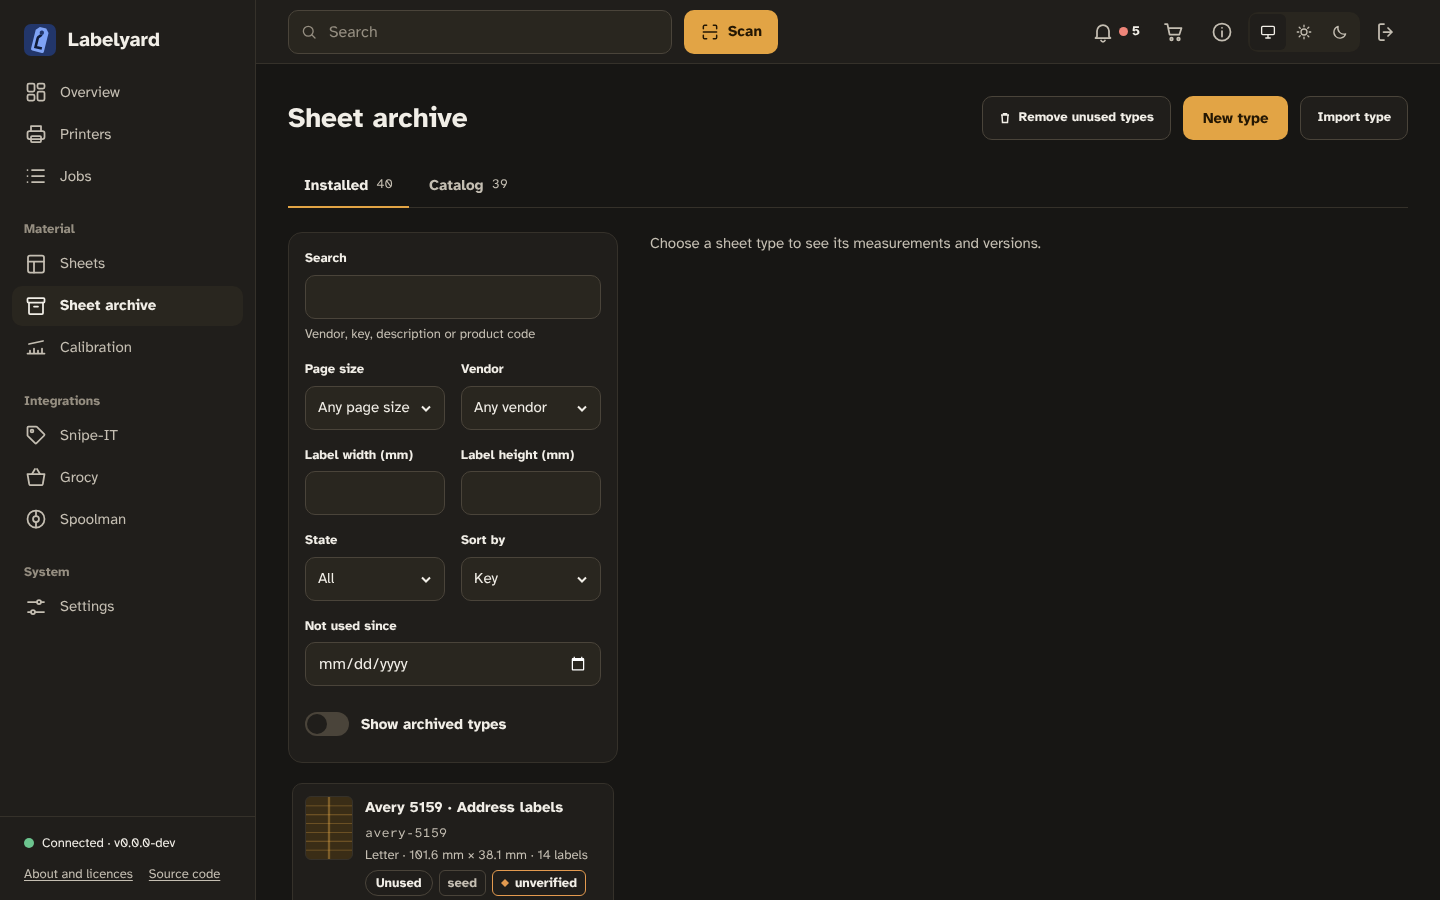 Labelyard
Search
Scan
5
Overview
Printers
Jobs
Material
Sheets
Sheet archive
Calibration
Integrations
Snipe-IT
Grocy
Spoolman
System
Settings
Connected · v0.0.0-dev
About and licences Source code
Sheet archive
Remove unused types
New type
Import type
Installed 40
Catalog 39
Search
Vendor, key, description or product code
Page size Vendor
Any page size Any vendor
Label width (mm) Label height (mm)
State Sort by
All Key
Not used since
mm/dd/yyyy
Show archived types
Avery 5159 · Address labels
avery-5159
Letter · 101.6 mm × 38.1 mm · 14 labels
Unused seed unverified
Choose a sheet type to see its measurements and versions.